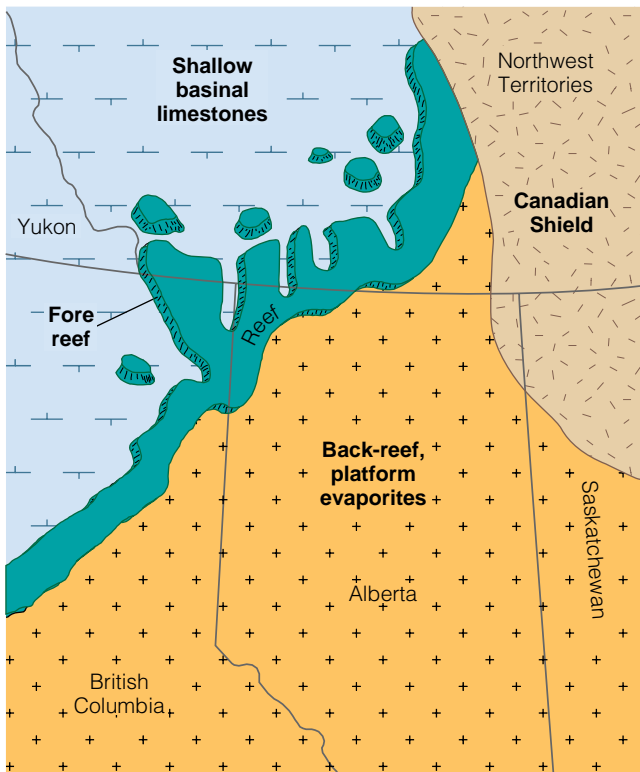 Shallow
basinal
limestones
Northwest
Territories
Canadian
Shield
Yukon
Fore
reef
Reef
Back-reef,
platform
evaporites
Saskatchewan
Alberta
British
Columbia